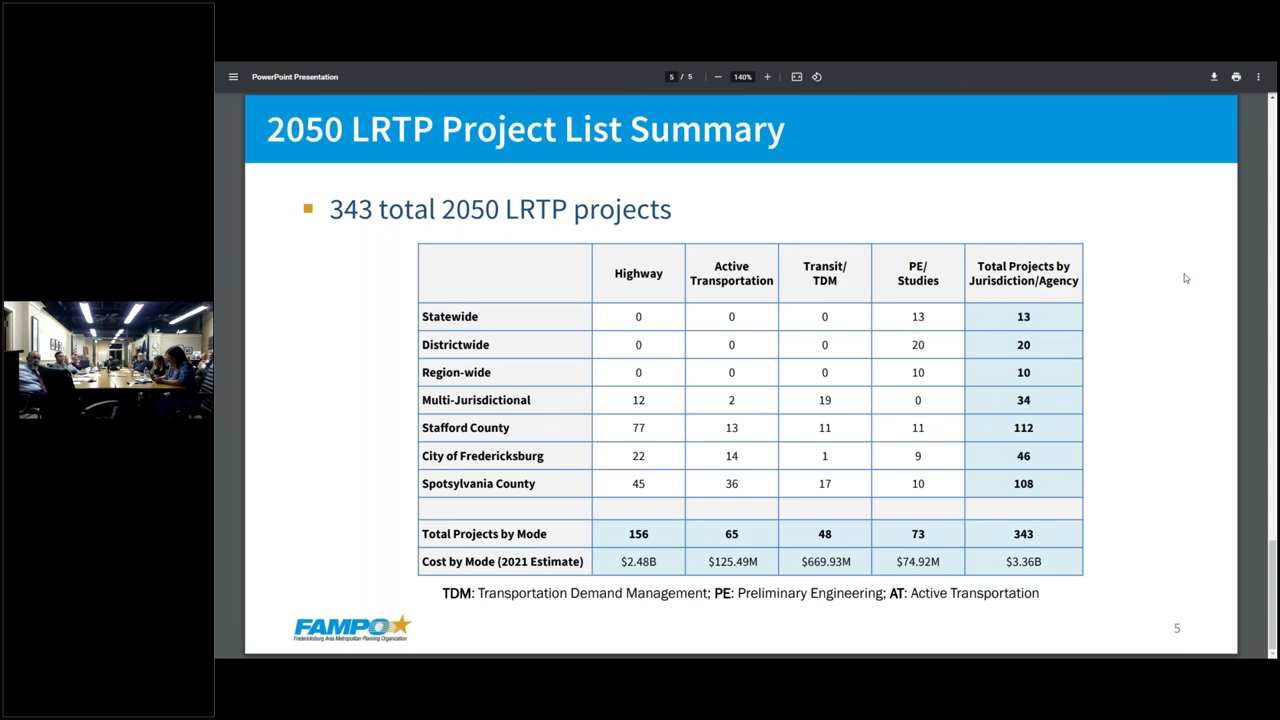 PowerPoint Presentation
5 / 5
140%
2050 LRTP Project List Summary
343 total 2050 LRTP projects
Highway Active Transportation Transit/ TDM PE/ Studies Total Projects by Jurisdiction/Agency
Statewide 0 0 0 13 13
Districtwide 0 0 0 20 20
Region-wide 0 0 0 10 10
Multi-Jurisdictional 12 2 19 0 34
Stafford County 77 13 11 11 112
City of Fredericksburg 22 14 1 9 46
Spotsylvania County 45 36 17 10 108
Total Projects by Mode 156 65 48 73 343
Cost by Mode (2021 Estimate) $2.48B $125.49M $669.93M $74.92M $3.36B
TDM: Transportation Demand Management; PE: Preliminary Engineering; AT: Active Transportation
FAMPO
Fredericksburg Area Metropolitan Planning Organization
5